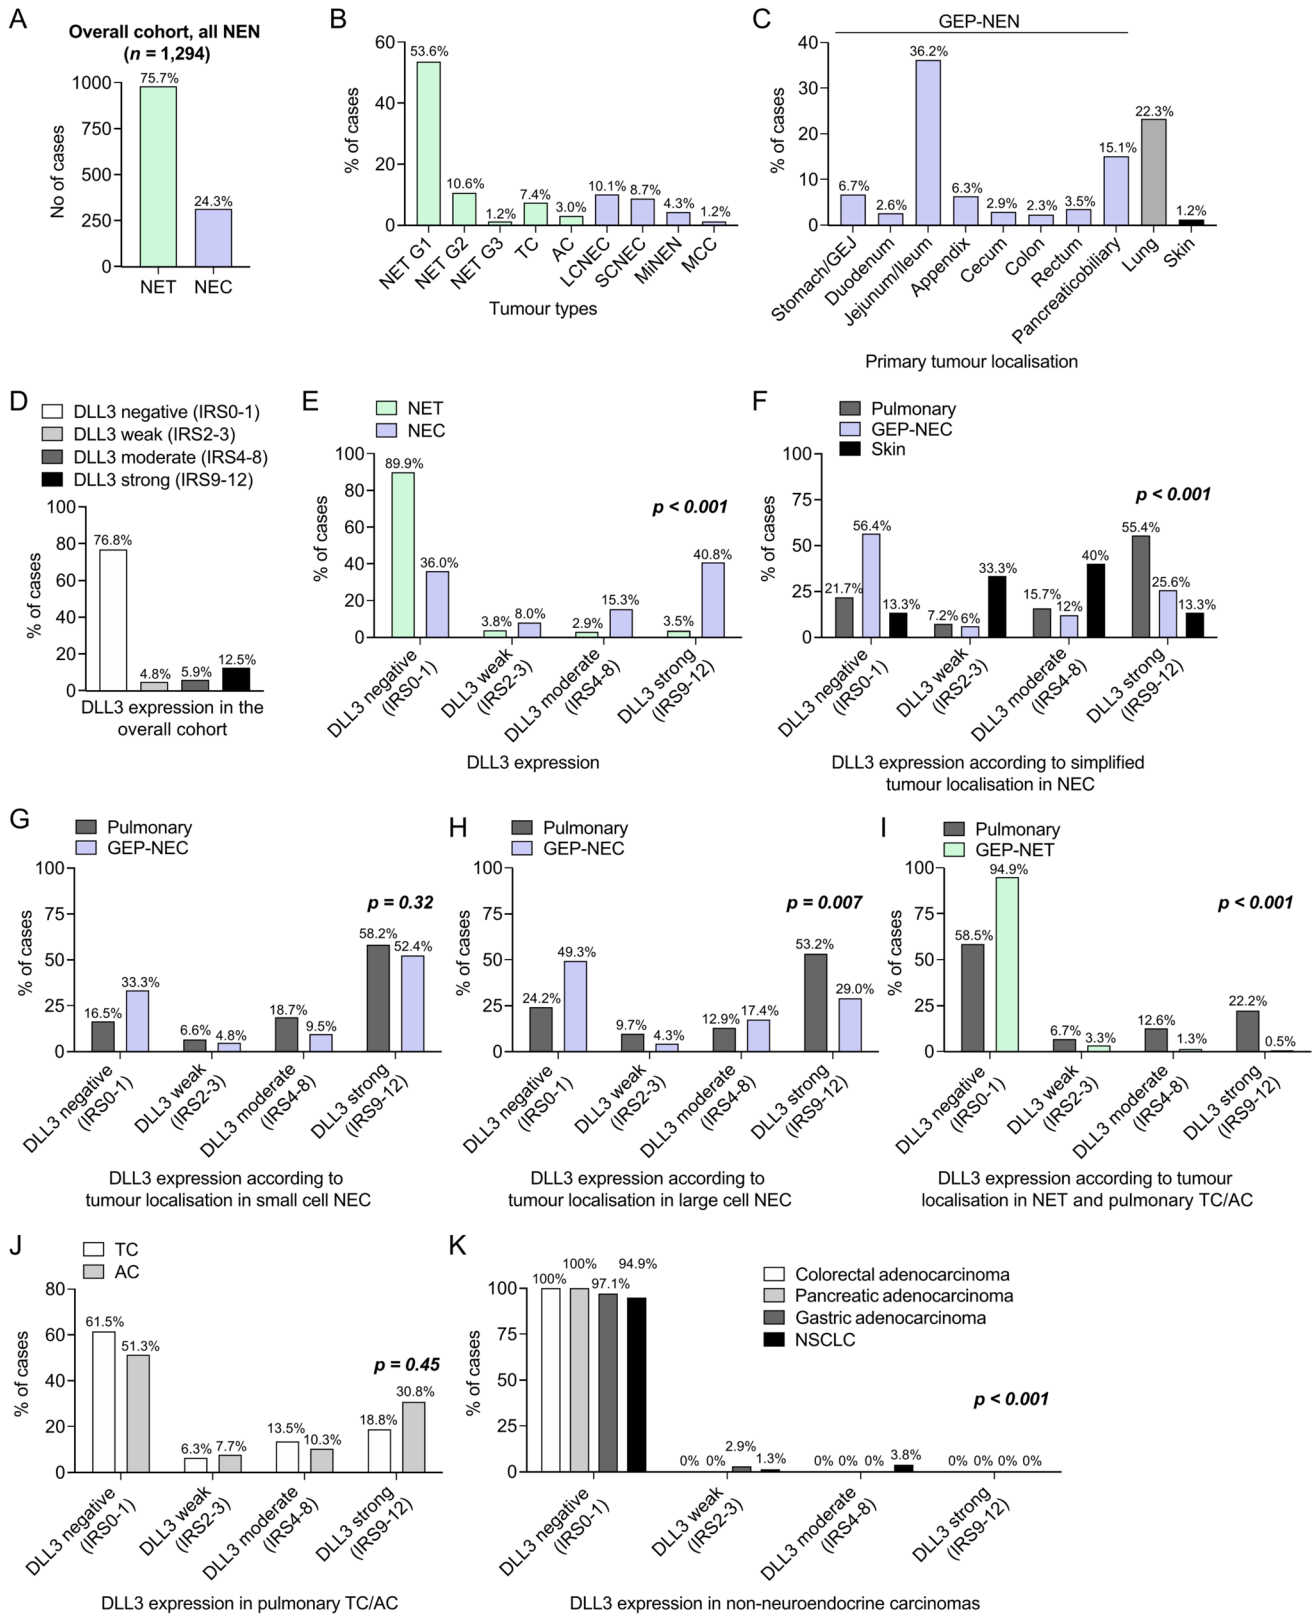 A
Overall cohort, all NEN
(n = 1,294)
No of cases
1000
750
500
250
0
75.7%
24.3%
NET NEC
B
% of cases
60
40
20
0
53.6%
10.6%
1.2%
7.4%
3.0%
10.1%
8.7%
4.3%
1.2%
NET G1
NET G2
NET G3
TC
AC
LCNEC
SCNEC
MiNEN
MCC
Tumour types
C
GEP-NEN
% of cases
40
30
20
10
0
6.7%
2.6%
36.2%
6.3%
2.9%
2.3%
3.5%
15.1%
22.3%
1.2%
Stomach/GEJ
Duodenum
Jejunum/Ileum
Appendix
Cecum
Colon
Rectum
Pancreaticobiliary
Lung
Skin
Primary tumour localisation
D
DLL3 negative (IRS0-1)
DLL3 weak (IRS2-3)
DLL3 moderate (IRS4-8)
DLL3 strong (IRS9-12)
% of cases
100
80
60
40
20
0
76.8%
4.8%
5.9%
12.5%
DLL3 expression in the
overall cohort
E
NET
NEC
% of cases
100
80
60
40
20
0
89.9%
36.0%
3.8%
8.0%
2.9%
15.3%
3.5%
40.8%
p < 0.001
DLL3 negative
(IRS0-1)
DLL3 weak
(IRS2-3)
DLL3 moderate
(IRS4-8)
DLL3 strong
(IRS9-12)
DLL3 expression
F
Pulmonary
GEP-NEC
Skin
% of cases
100
75
50
25
0
21.7%
56.4%
13.3%
7.2%
6%
33.3%
15.7%
12%
40%
55.4%
25.6%
13.3%
p < 0.001
DLL3 negative
(IRS0-1)
DLL3 weak
(IRS2-3)
DLL3 moderate
(IRS4-8)
DLL3 strong
(IRS9-12)
DLL3 expression according to simplified
tumour localisation in NEC
G
Pulmonary
GEP-NEC
% of cases
100
75
50
25
0
16.5%
33.3%
6.6%
4.8%
18.7%
9.5%
58.2%
52.4%
p = 0.32
DLL3 negative
(IRS0-1)
DLL3 weak
(IRS2-3)
DLL3 moderate
(IRS4-8)
DLL3 strong
(IRS9-12)
DLL3 expression according to
tumour localisation in small cell NEC
H
Pulmonary
GEP-NEC
% of cases
100
75
50
25
0
24.2%
49.3%
9.7%
4.3%
12.9%
17.4%
53.2%
29.0%
p = 0.007
DLL3 negative
(IRS0-1)
DLL3 weak
(IRS2-3)
DLL3 moderate
(IRS4-8)
DLL3 strong
(IRS9-12)
DLL3 expression according to
tumour localisation in large cell NEC
I
Pulmonary
GEP-NET
% of cases
100
75
50
25
0
58.5%
94.9%
6.7%
3.3%
12.6%
1.3%
22.2%
0.5%
p < 0.001
DLL3 negative
(IRS0-1)
DLL3 weak
(IRS2-3)
DLL3 moderate
(IRS4-8)
DLL3 strong
(IRS9-12)
DLL3 expression according to tumour
localisation in NET and pulmonary TC/AC
J
TC
AC
% of cases
80
60
40
20
0
61.5%
51.3%
6.3%
7.7%
13.5%
10.3%
18.8%
30.8%
p = 0.45
DLL3 negative
(IRS0-1)
DLL3 weak
(IRS2-3)
DLL3 moderate
(IRS4-8)
DLL3 strong
(IRS9-12)
DLL3 expression in pulmonary TC/AC
K
Colorectal adenocarcinoma
Pancreatic adenocarcinoma
Gastric adenocarcinoma
NSCLC
% of cases
100
75
50
25
0
100%
100%
97.1%
94.9%
0%
0%
2.9%
1.3%
0%
0%
0%
3.8%
0%
0%
0%
0%
p < 0.001
DLL3 negative
(IRS0-1)
DLL3 weak
(IRS2-3)
DLL3 moderate
(IRS4-8)
DLL3 strong
(IRS9-12)
DLL3 expression in non-neuroendocrine carcinomas